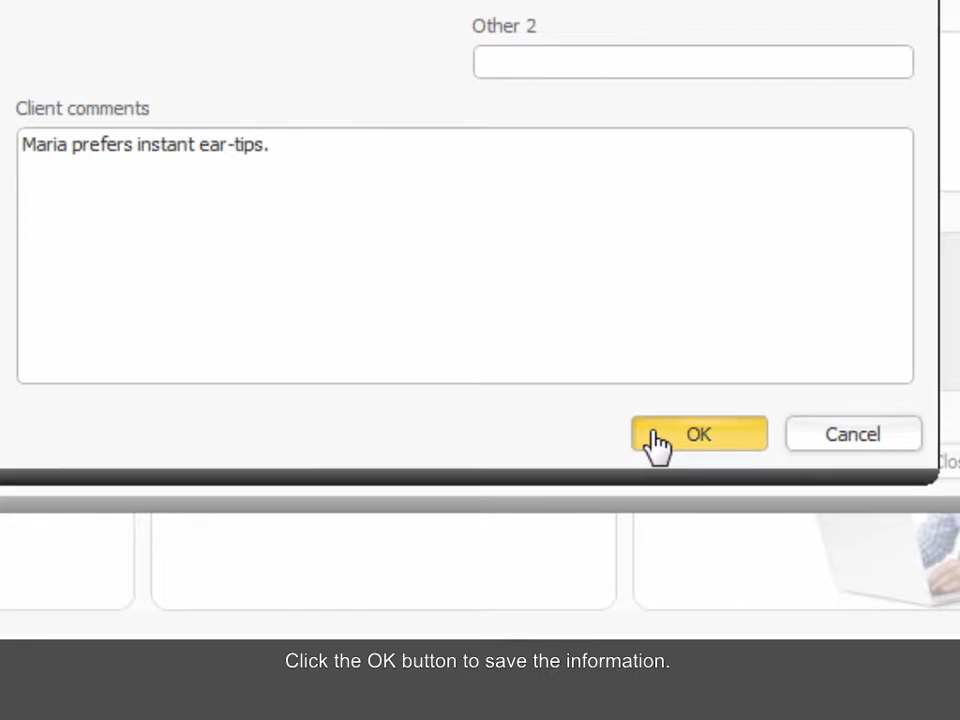 Other 2
Client comments
Maria prefers instant ear-tips.
OK
Cancel
Click the OK button to save the information.